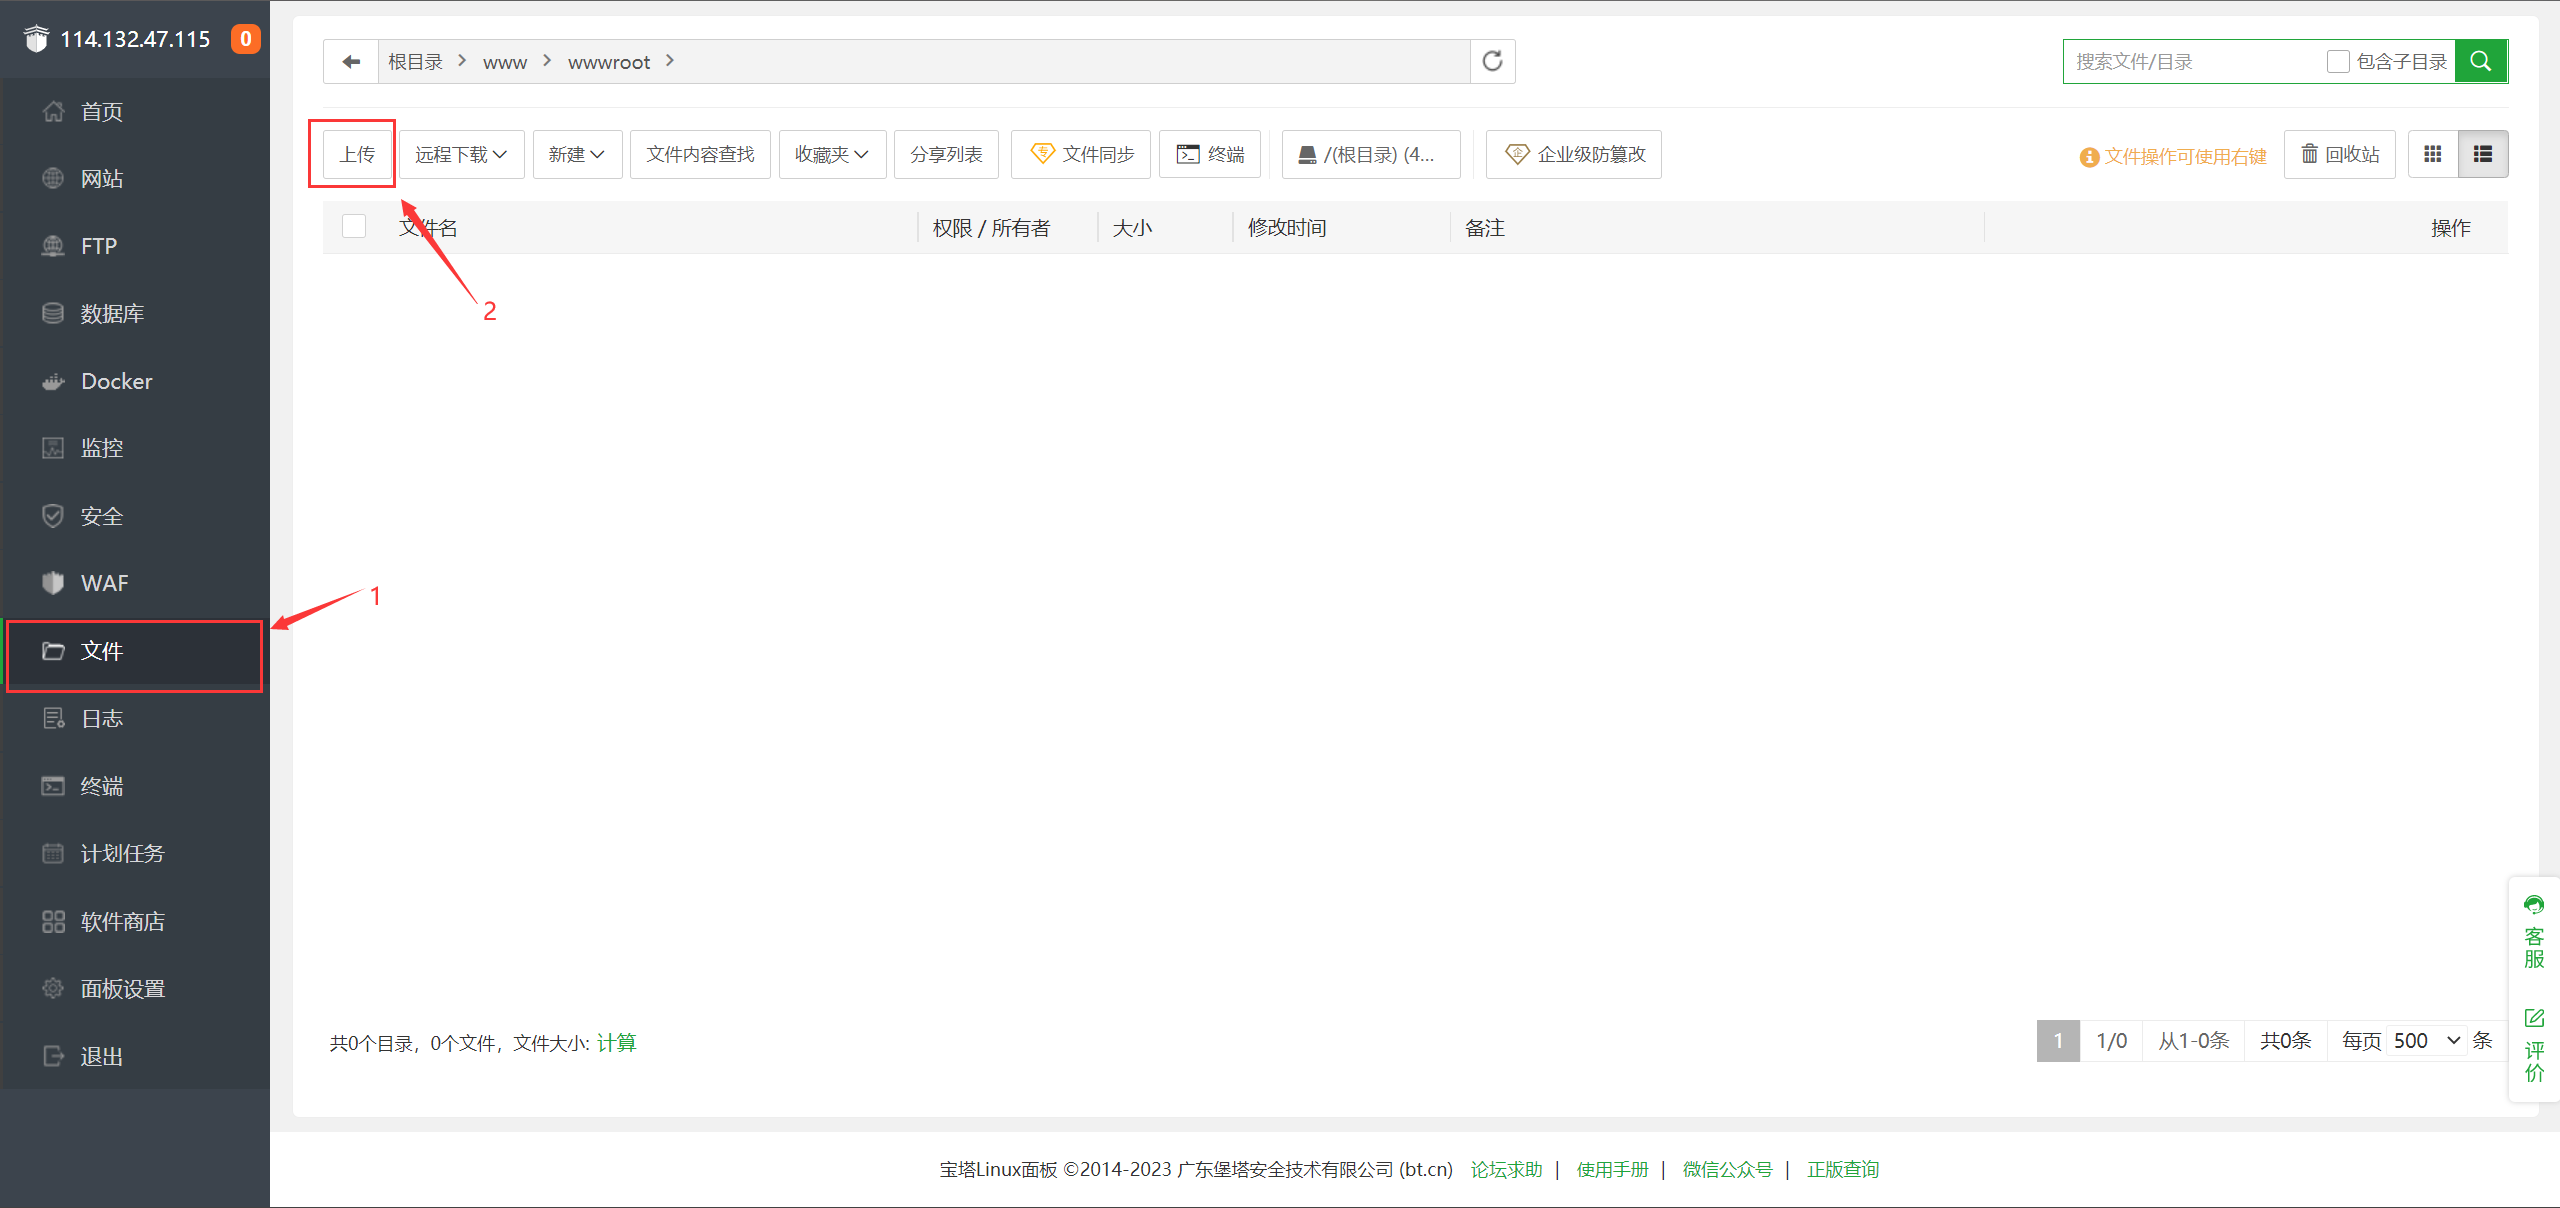 114.132.47.115 0
首页
网站
FTP
数据库
Docker
监控
安全
WAF
文件
日志
终端
计划任务
软件商店
面板设置
退出
根目录 www wwwroot
搜索文件/目录 包含子目录
上传 远程下载 新建 文件内容查找 收藏夹 分享列表 文件同步 终端 /(根目录) (4... 企业级防篡改 文件操作可使用右键 回收站
文件名 权限 / 所有者 大小 修改时间 备注 操作
2
1
共0个目录，0个文件，文件大小: 计算
1 1/0 从1-0条 共0条 每页 500 条
客服
评价
宝塔Linux面板 ©2014-2023 广东堡塔安全技术有限公司 (bt.cn) 论坛求助 | 使用手册 | 微信公众号 | 正版查询